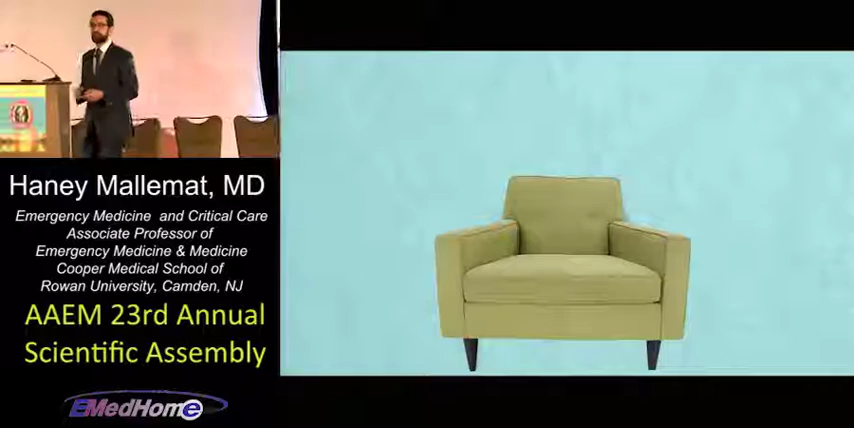 Haney Mallemat, MD
Emergency Medicine and Critical Care
Associate Professor of
Emergency Medicine & Medicine
Cooper Medical School of
Rowan University, Camden, NJ
AAEM 23rd Annual
Scientific Assembly
EMedHome